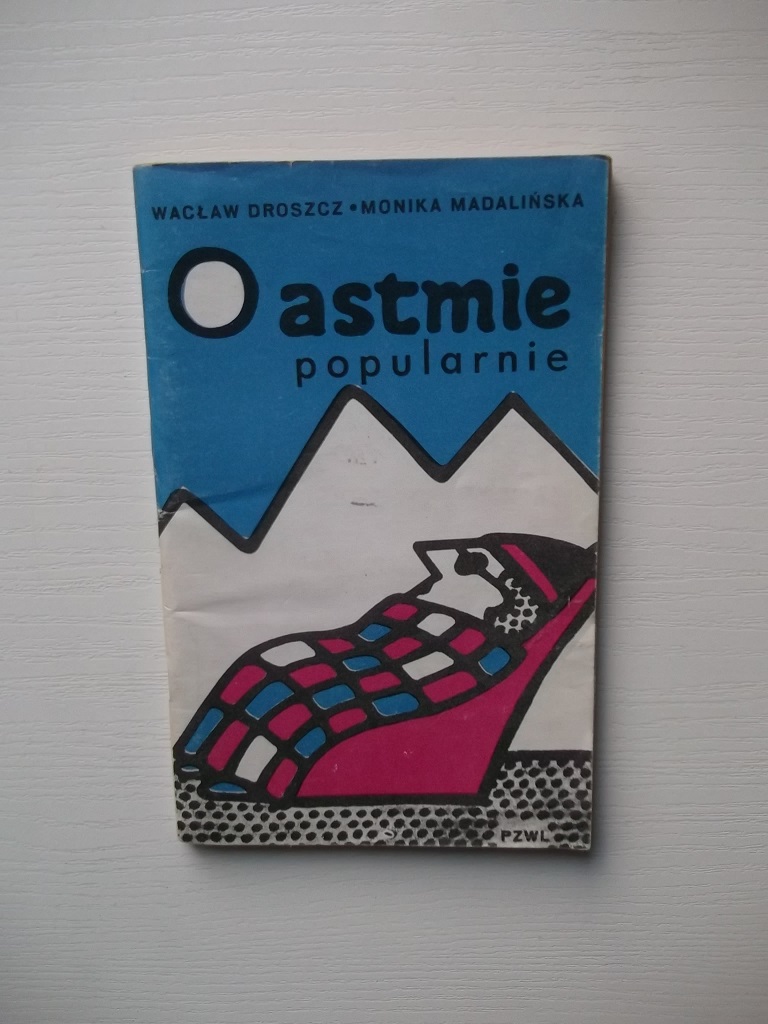 WACŁAW DROSZCZ • MONIKA MADALIŃSKA
O astmie
popularnie
PZWL